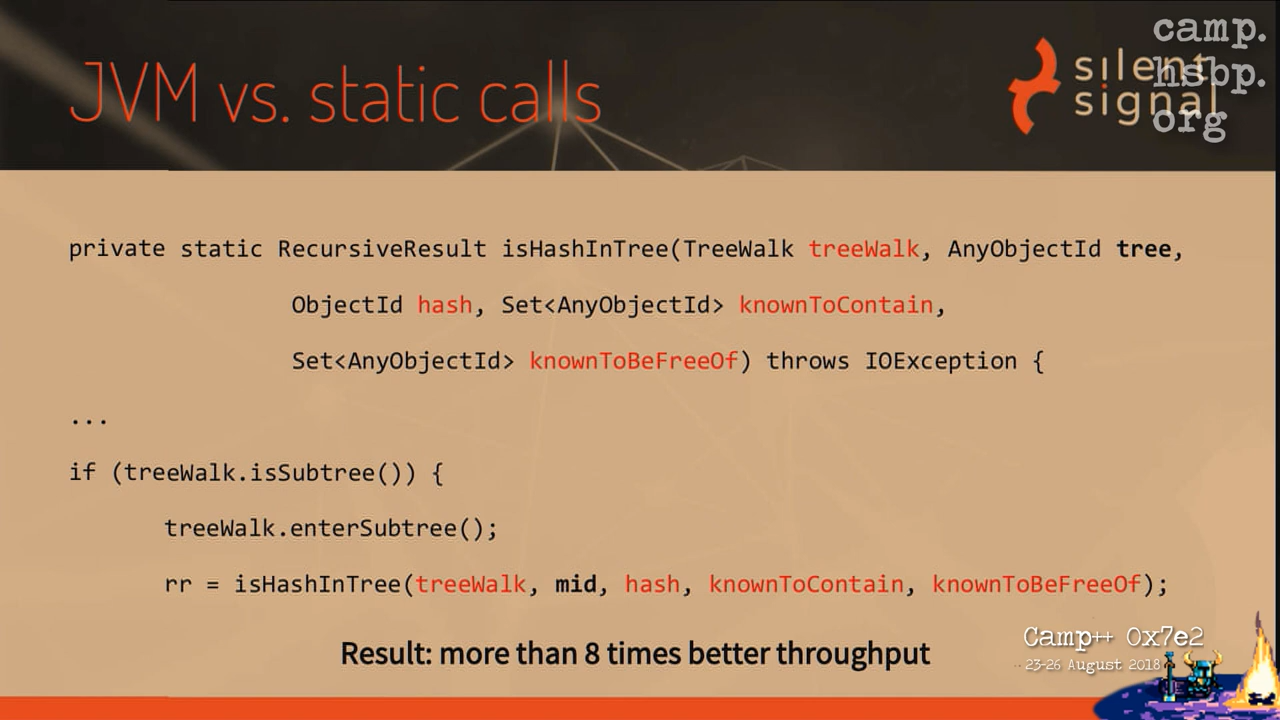 JVM vs. static calls
silent
signal
camp.
hsbp.
org
private static RecursiveResult isHashInTree(TreeWalk treeWalk, AnyObjectId tree,
ObjectId hash, Set<AnyObjectId> knownToContain,
Set<AnyObjectId> knownToBeFreeOf) throws IOException {
...
if (treeWalk.isSubtree()) {
treeWalk.enterSubtree();
rr = isHashInTree(treeWalk, mid, hash, knownToContain, knownToBeFreeOf);
Result: more than 8 times better throughput
Camp++ 0x7e2
23-26 August 2018